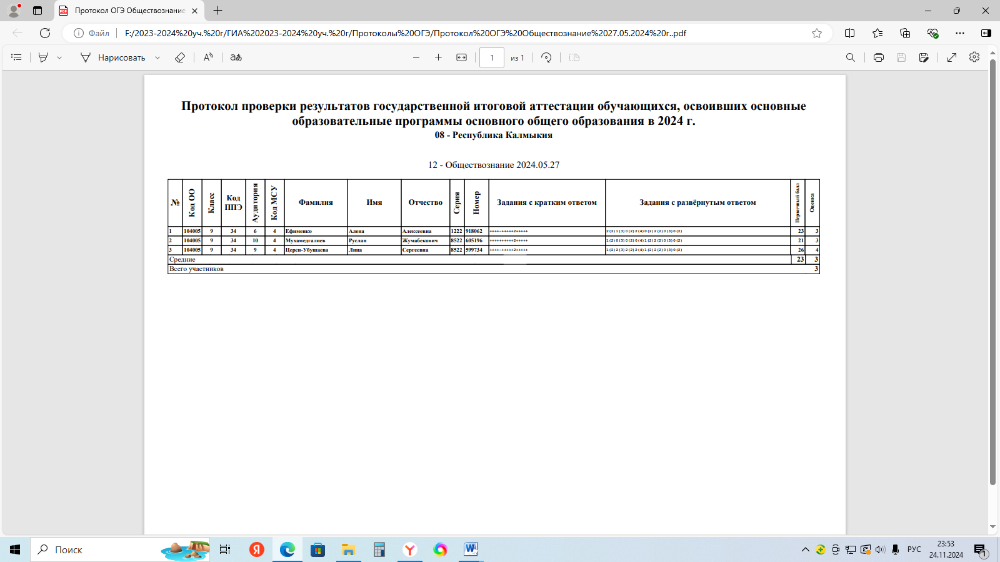 Протокол ОГЭ Обществознание
Файл
F:/2023-2024%20уч.%20г/ГИА%202023-2024%20уч.%20г/Протоколы%20ОГЭ/Протокол%20ОГЭ%20Обществознание%2027.05.2024%20г..pdf
Нарисовать
1 из 1
Протокол проверки результатов государственной итоговой аттестации обучающихся, освоивших основные
образовательные программы основного общего образования в 2024 г.
08 - Республика Калмыкия
12 - Обществознание 2024.05.27
№ Код ОО Класс Код ППЭ Аудитория Код МСУ Фамилия Имя Отчество Серия Номер Задания с кратким ответом Задания с развёрнутым ответом Первичный балл Оценка
1 104005 9 34 6 4 Ефименко Алена Алексеевна 1222 918062 ++++-+++++2+++++ 2(2)1(3)0(2)2(4)0(2)2(2)0(3)0(2) 23 3
2 104005 9 34 10 4 Мухамедгалиев Руслан Жумабекович 8522 605196 ++++++++++2+++++ 1(2)0(3)0(2)0(4)1(2)2(2)0(3)0(2) 21 3
3 104005 9 34 9 4 Церен-Убушаева Лина Сергеевна 8522 599734 ++++-+++++2+++++ 1(2)2(3)2(2)2(4)1(2)2(2)0(3)0(2) 26 4
Средние 23 3
Всего участников 3
Поиск
РУС
23:53
24.11.2024
1